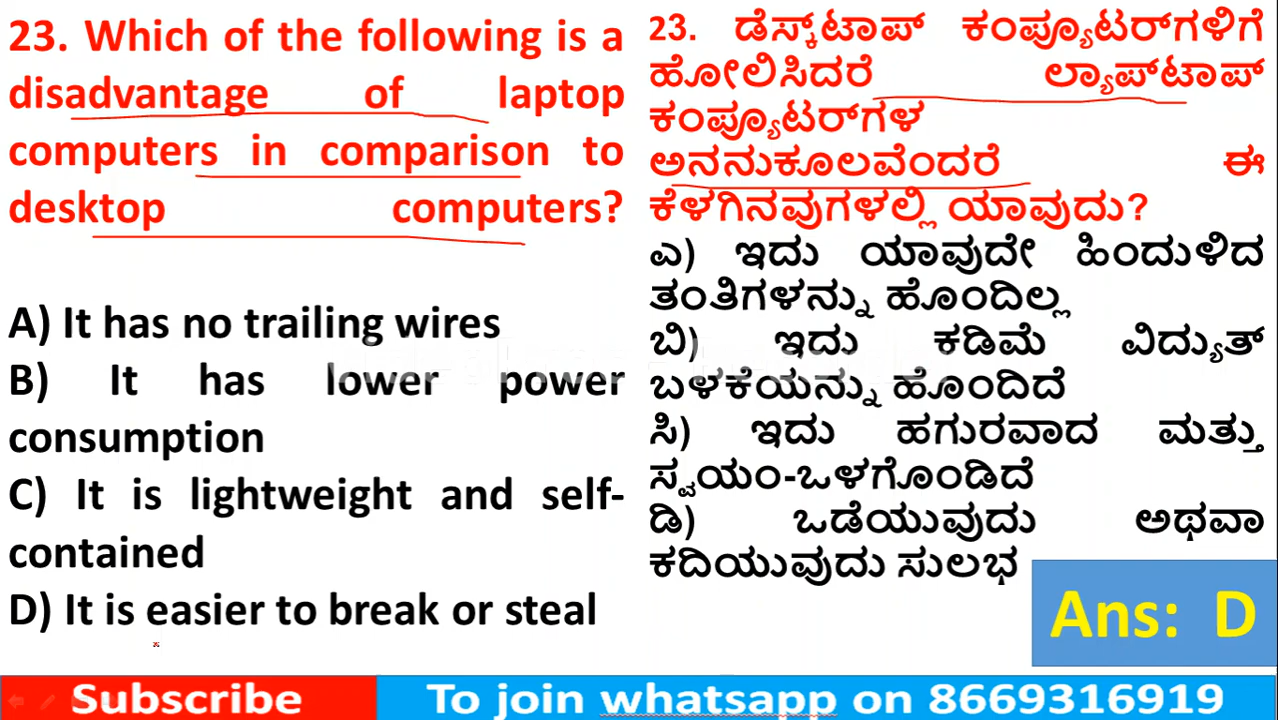 23. Which of the following is a
disadvantage of laptop
computers in comparison to
desktop computers?
A) It has no trailing wires
B) It has lower power
consumption
C) It is lightweight and self-
contained
D) It is easier to break or steal
23. ಡೆಸ್ಕ್‌ಟಾಪ್ ಕಂಪ್ಯೂಟರ್‌ಗಳಿಗೆ
ಹೋಲಿಸಿದರೆ ಲ್ಯಾಪ್‌ಟಾಪ್
ಕಂಪ್ಯೂಟರ್‌ಗಳ
ಅನನುಕೂಲವೆಂದರೆ ಈ
ಕೆಳಗಿನವುಗಳಲ್ಲಿ ಯಾವುದು?
ಎ) ಇದು ಯಾವುದೇ ಹಿಂದುಳಿದ
ತಂತಿಗಳನ್ನು ಹೊಂದಿಲ್ಲ
ಬಿ) ಇದು ಕಡಿಮೆ ವಿದ್ಯುತ್
ಬಳಕೆಯನ್ನು ಹೊಂದಿದೆ
ಸಿ) ಇದು ಹಗುರವಾದ ಮತ್ತು
ಸ್ವಯಂ-ಒಳಗೊಂಡಿದೆ
ಡಿ) ಒಡೆಯುವುದು ಅಥವಾ
ಕದಿಯುವುದು ಸುಲಭ
Ans: D
Subscribe
To join whatsapp on 8669316919